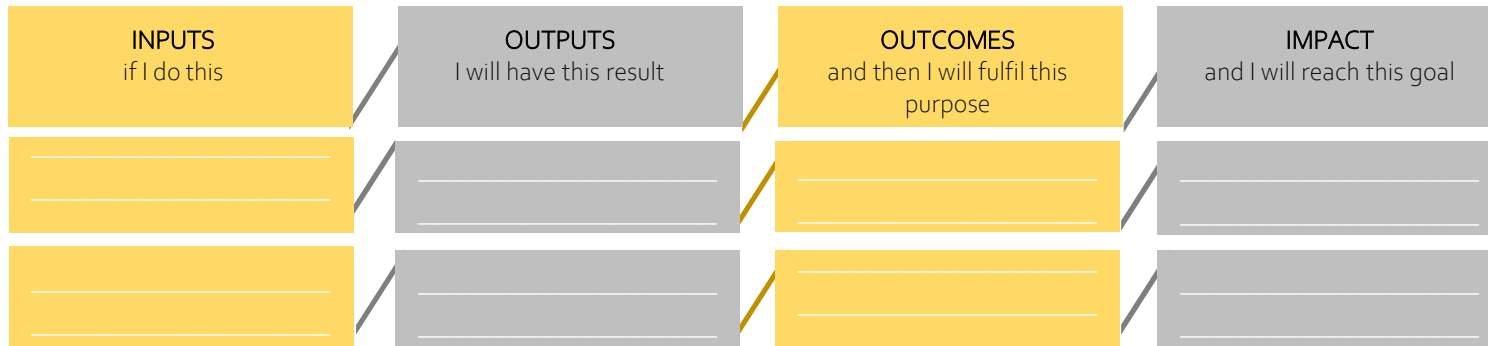 INPUTS
if I do this
OUTPUTS
I will have this result
OUTCOMES
and then I will fulfil this
purpose
IMPACT
and I will reach this goal